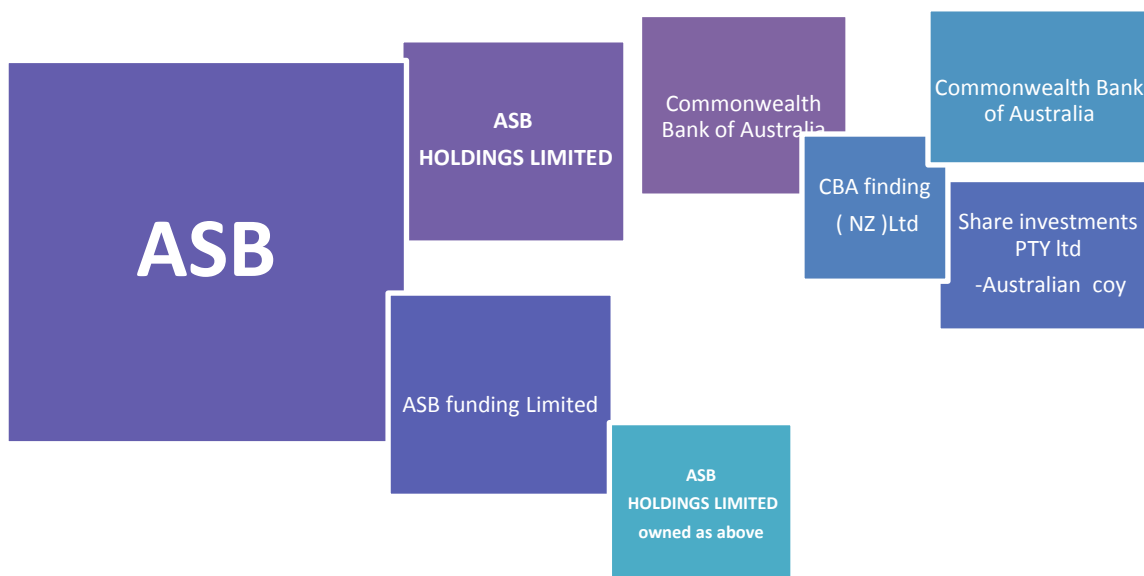 ASB
ASB
HOLDINGS LIMITED
Commonwealth
Bank of Australia
CBA finding
( NZ )Ltd
Commonwealth Bank
of Australia
Share investments
PTY ltd
-Australian coy
ASB funding Limited
ASB
HOLDINGS LIMITED
owned as above